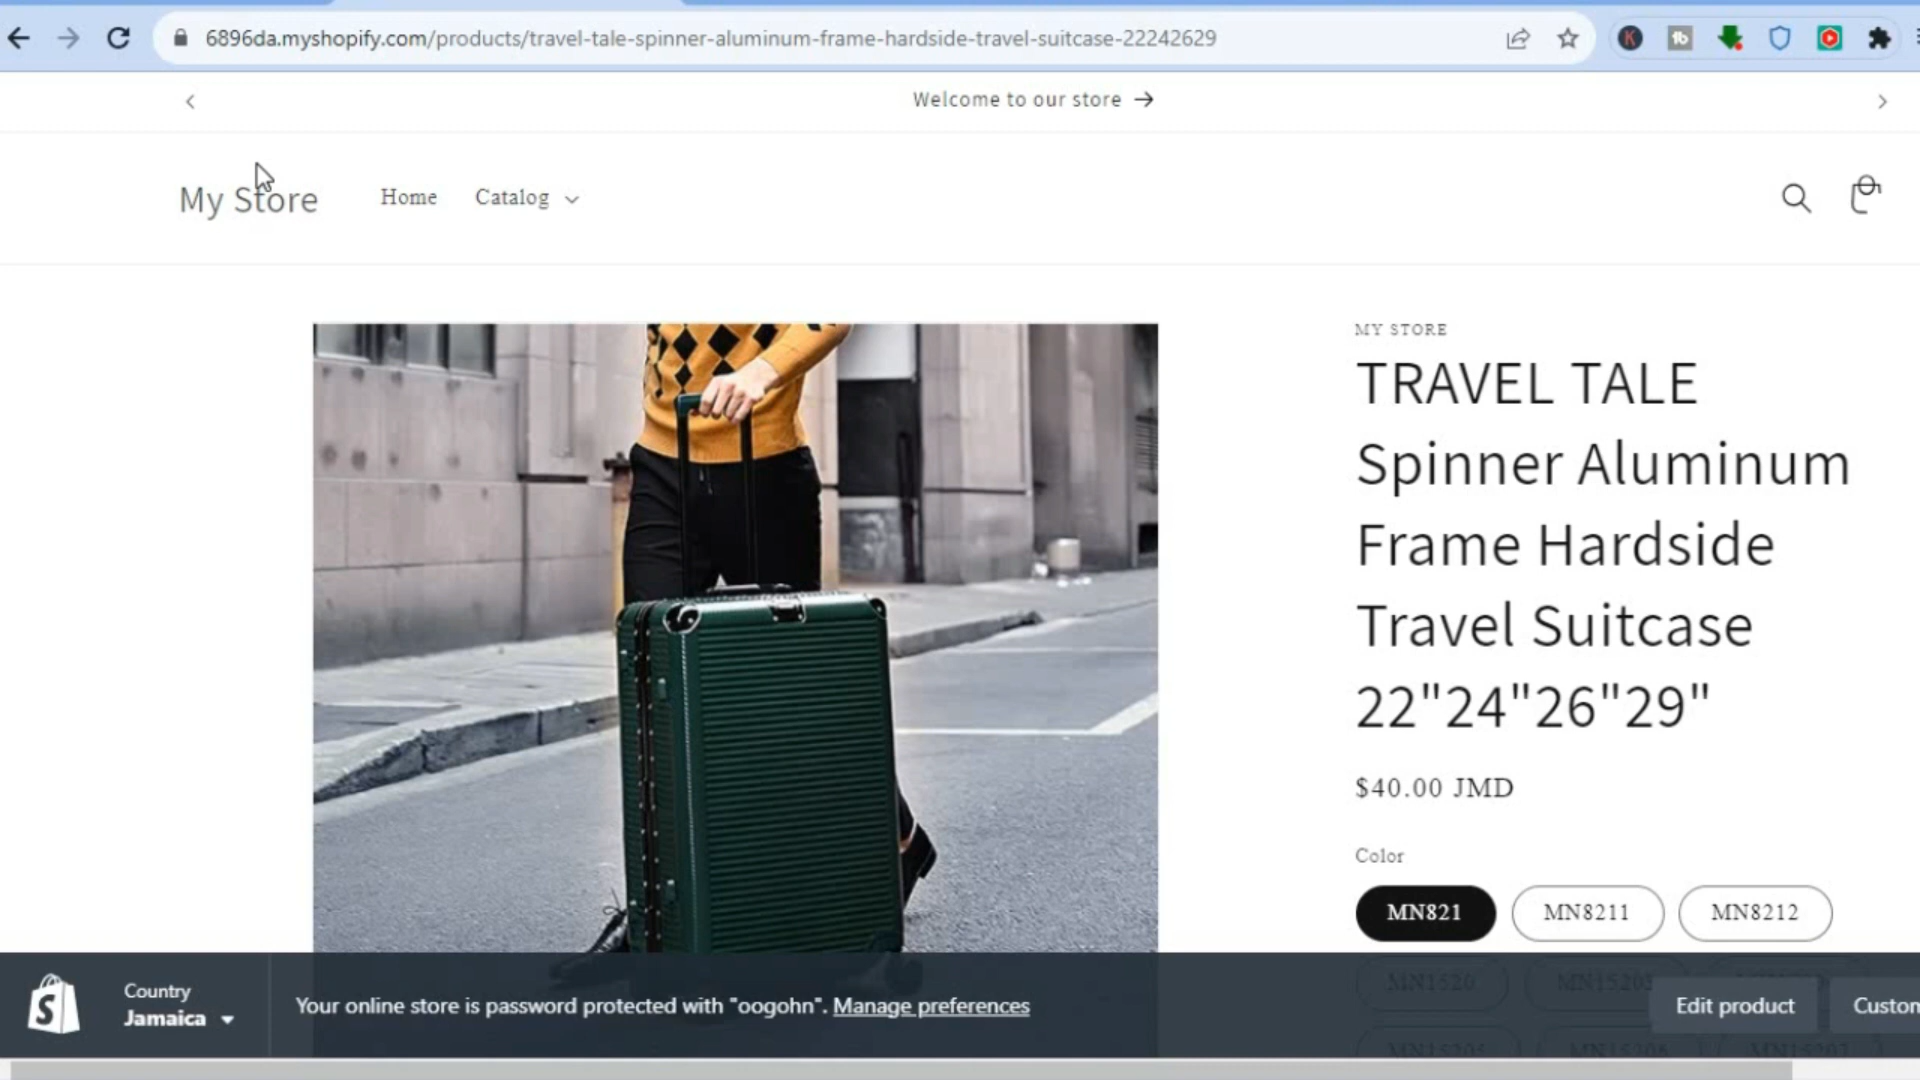 6896da.myshopify.com/products/travel-tale-spinner-aluminum-frame-hardside-travel-suitcase-22242629
Welcome to our store →
My Store
Home
Catalog
MY STORE
TRAVEL TALE
Spinner Aluminum
Frame Hardside
Travel Suitcase
22"24"26"29"
$40.00 JMD
Color
MN821
MN8211
MN8212
MN1520
Country
Jamaica
Your online store is password protected with "oogohn". Manage preferences
Edit product
Custom